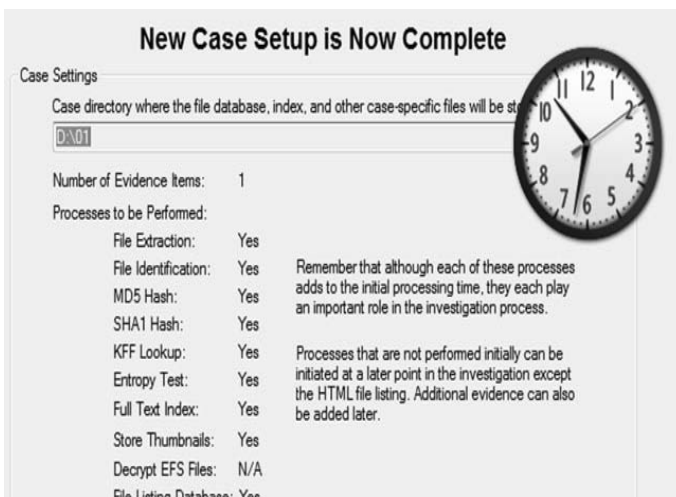 New Case Setup is Now Complete
Case Settings
Case directory where the file database, index, and other case-specific files will be
D:\01
Number of Evidence Items: 1
Processes to be Performed:
File Extraction: Yes
File Identification: Yes
MD5 Hash: Yes
SHA1 Hash: Yes
KFF Lookup: Yes
Entropy Test: Yes
Full Text Index: Yes
Store Thumbnails: Yes
Decrypt EFS Files: N/A
File Listing Database: Yes
Remember that although each of these processes
adds to the initial processing time, they each play
an important role in the investigation process.
Processes that are not performed initially can be
initiated at a later point in the investigation except
the HTML file listing. Additional evidence can also
be added later.
11 12 1
10 2
9 3
8 4
7 6 5